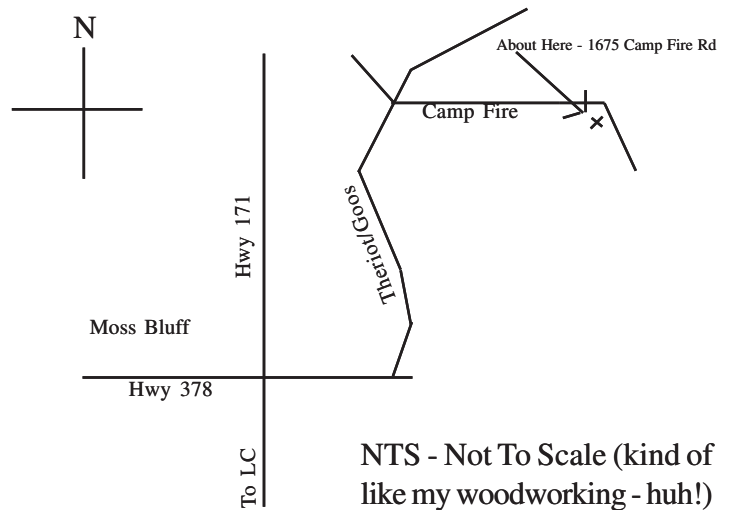 N
About Here - 1675 Camp Fire Rd
Camp Fire
Hwy 171
Theriot/Goos
Moss Bluff
Hwy 378
To LC
NTS - Not To Scale (kind of
like my woodworking - huh!)